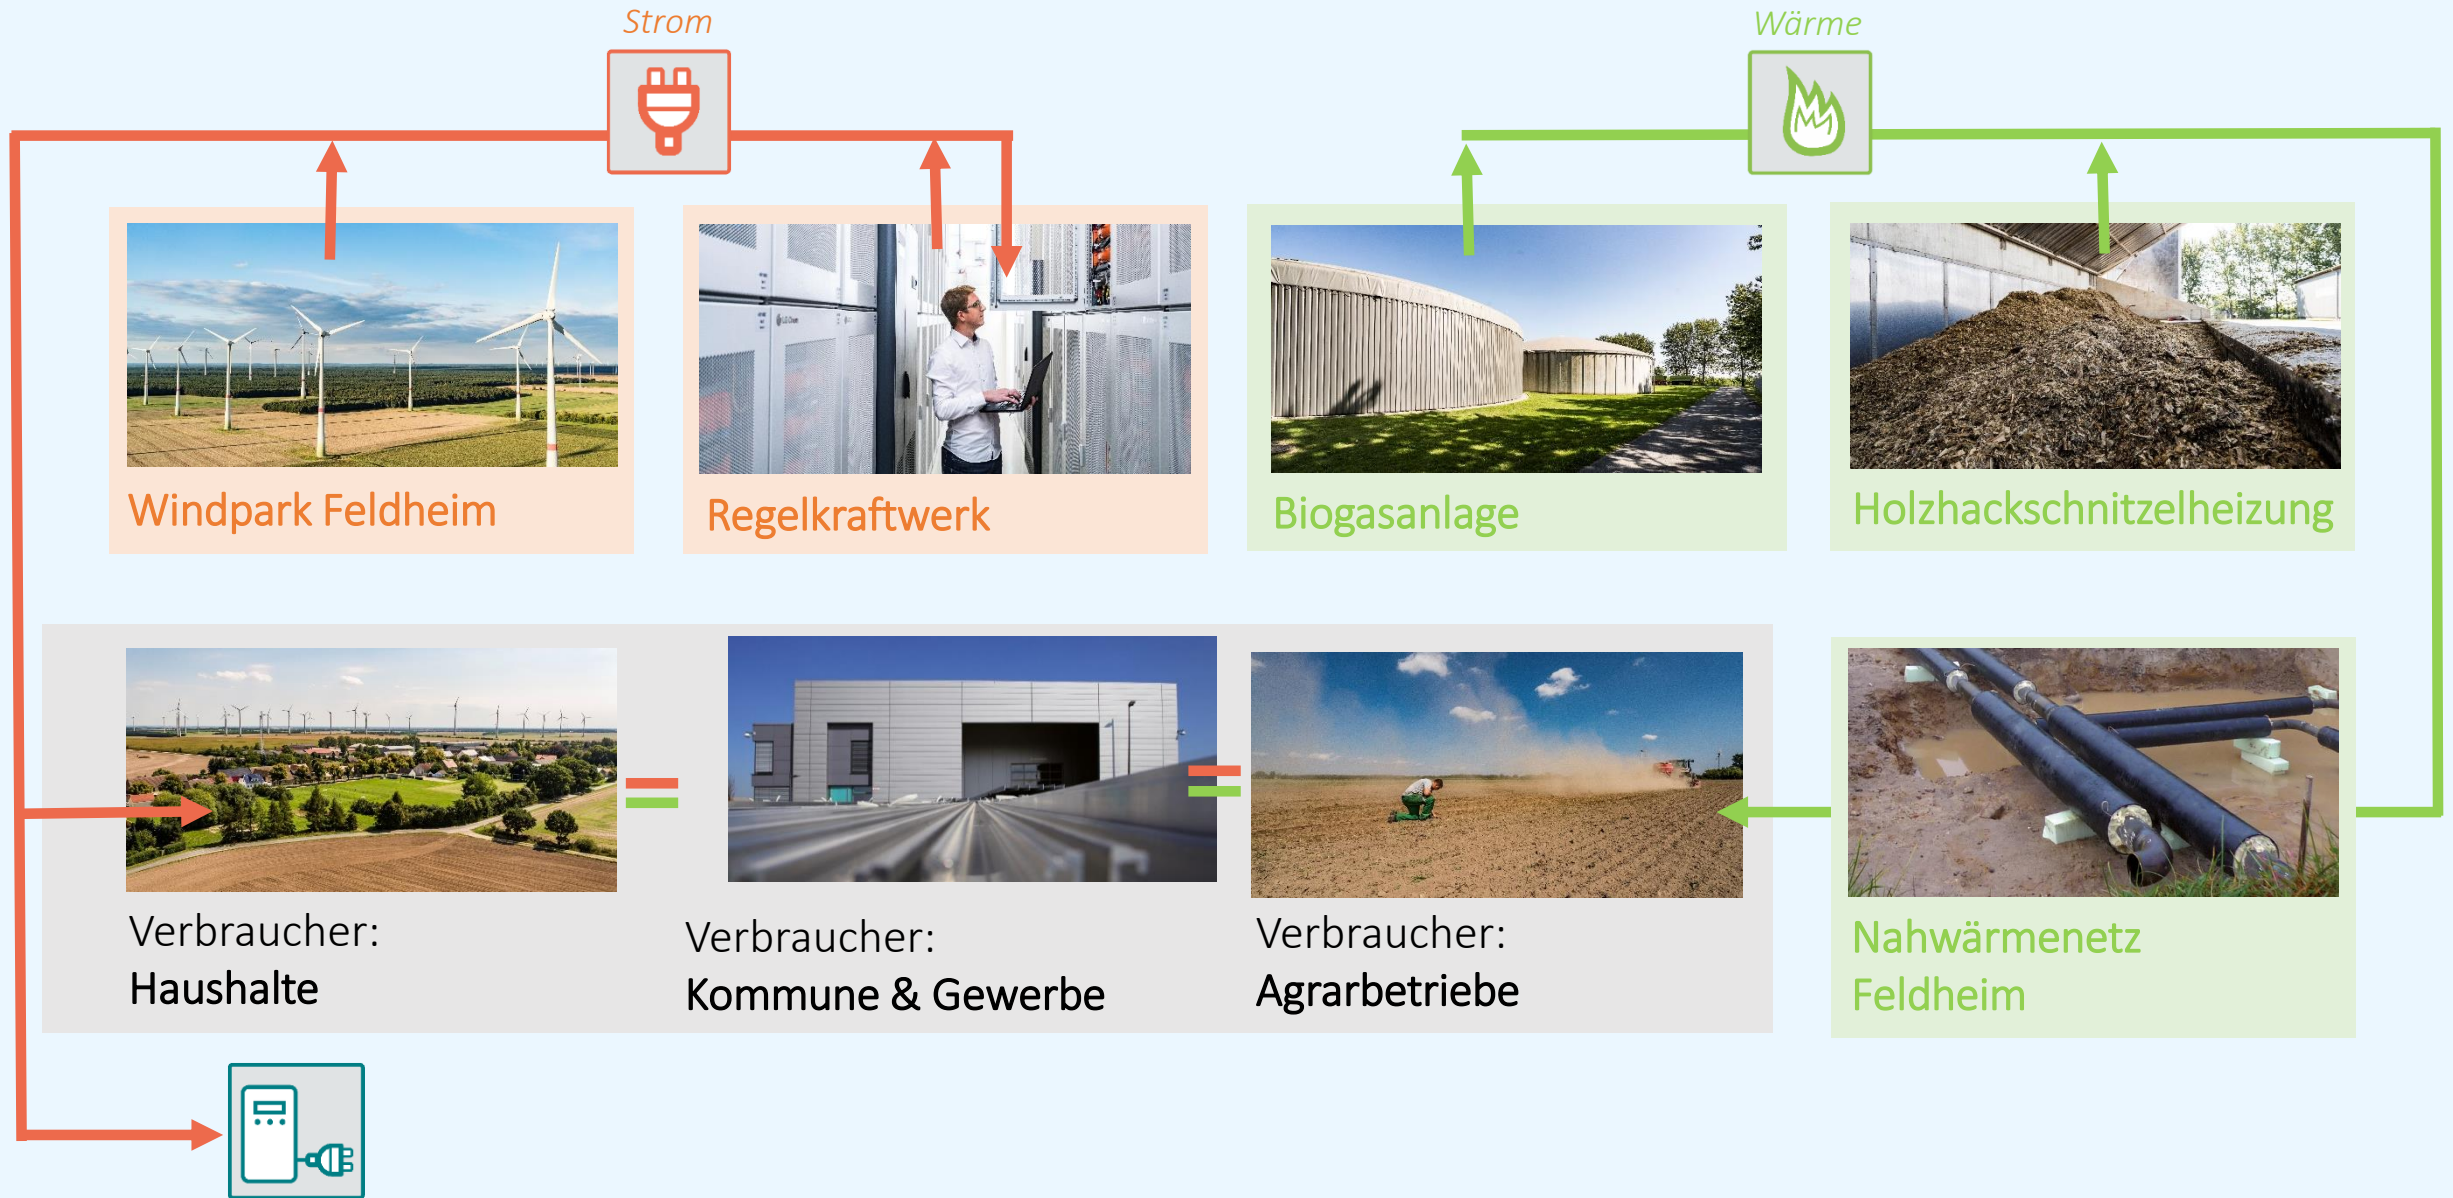 Strom
Wärme
Windpark Feldheim
Regelkraftwerk
Biogasanlage
Holzhackschnitzelheizung
Verbraucher:
Haushalte
Verbraucher:
Kommune & Gewerbe
Verbraucher:
Agrarbetriebe
Nahwärmenetz
Feldheim